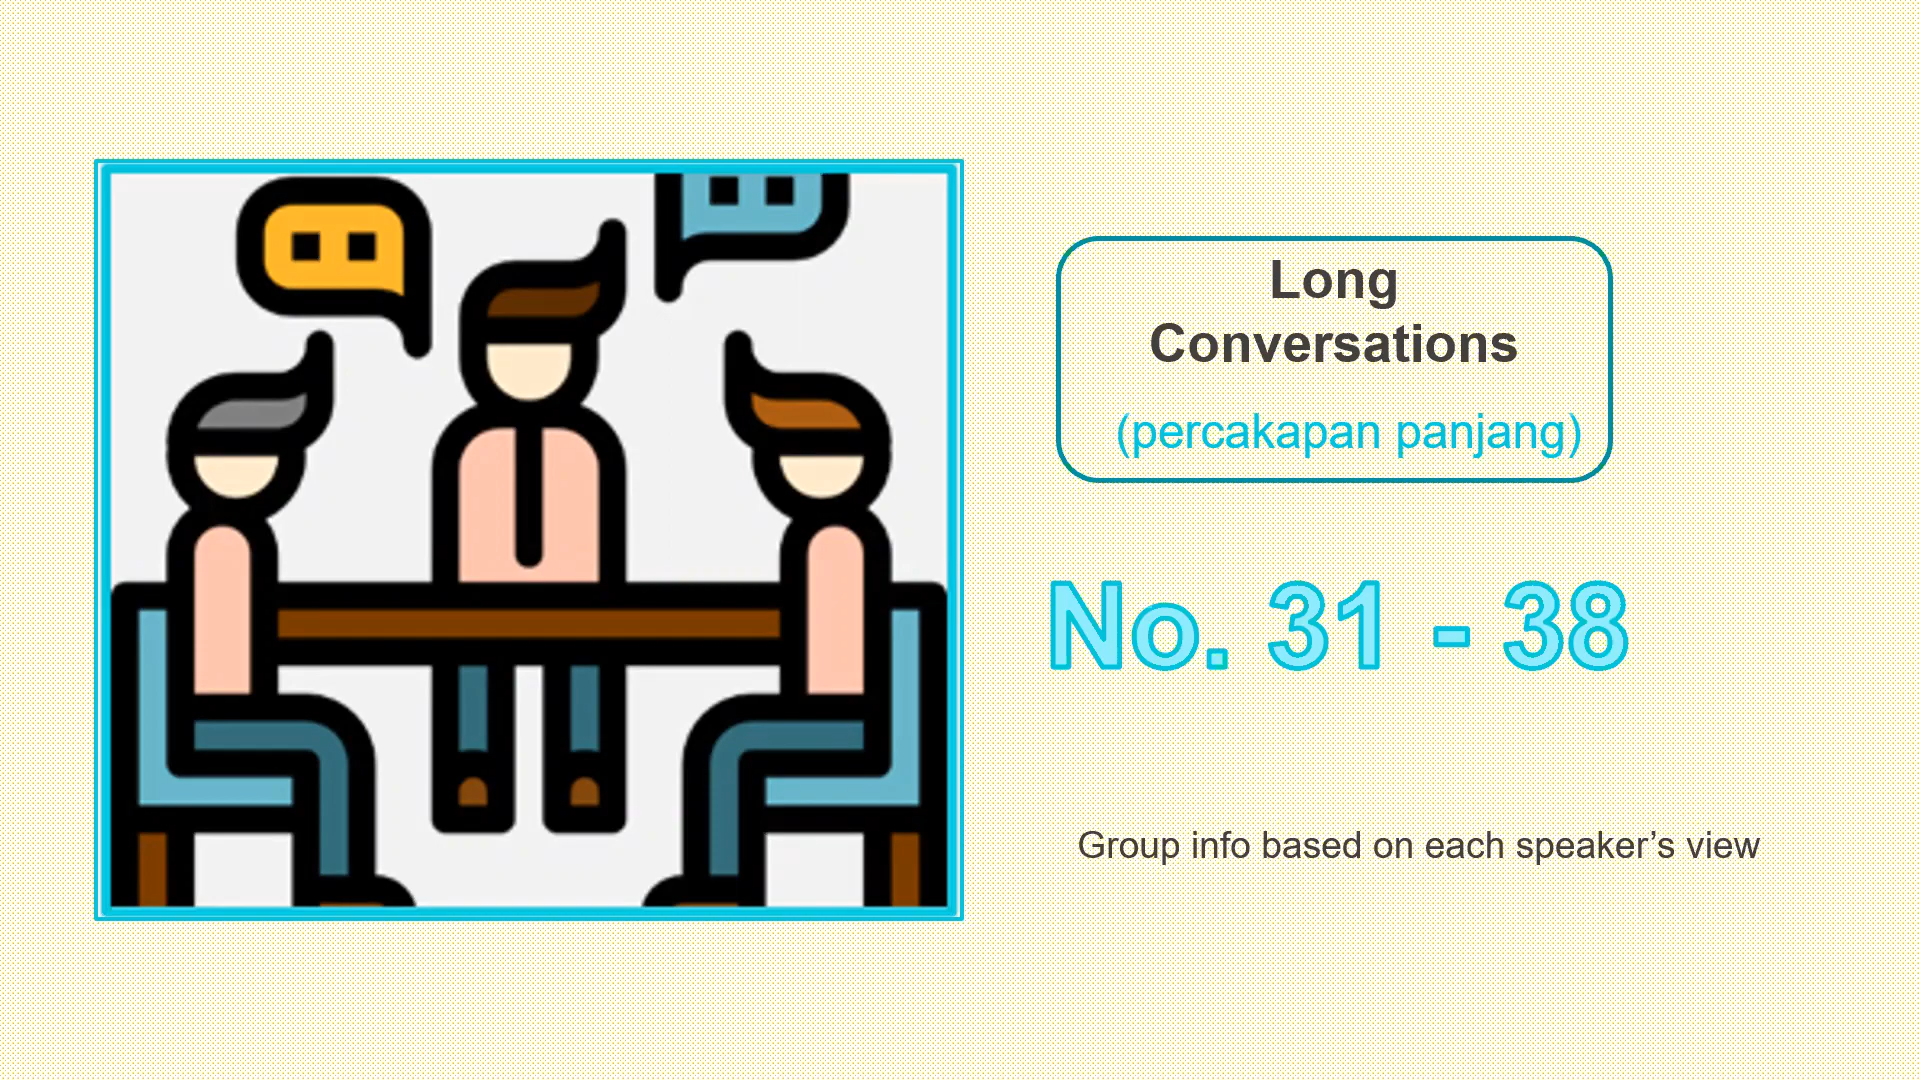 Long
Conversations
(percakapan panjang)
No. 31 - 38
Group info based on each speaker’s view